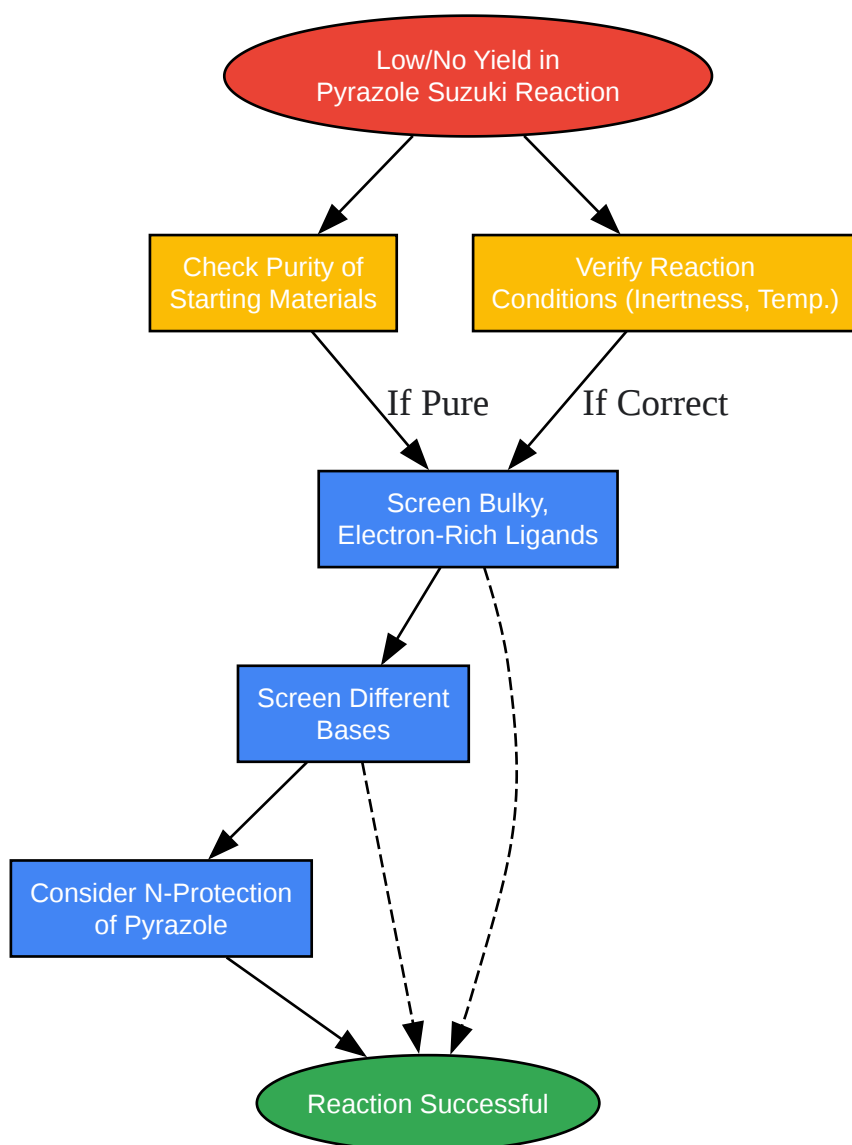 Low/No Yield in
Pyrazole Suzuki Reaction
Check Purity of
Starting Materials
Verify Reaction
Conditions (Inertness, Temp.)
If Pure
If Correct
Screen Bulky,
Electron-Rich Ligands
Screen Different
Bases
Consider N-Protection
of Pyrazole
Reaction Successful